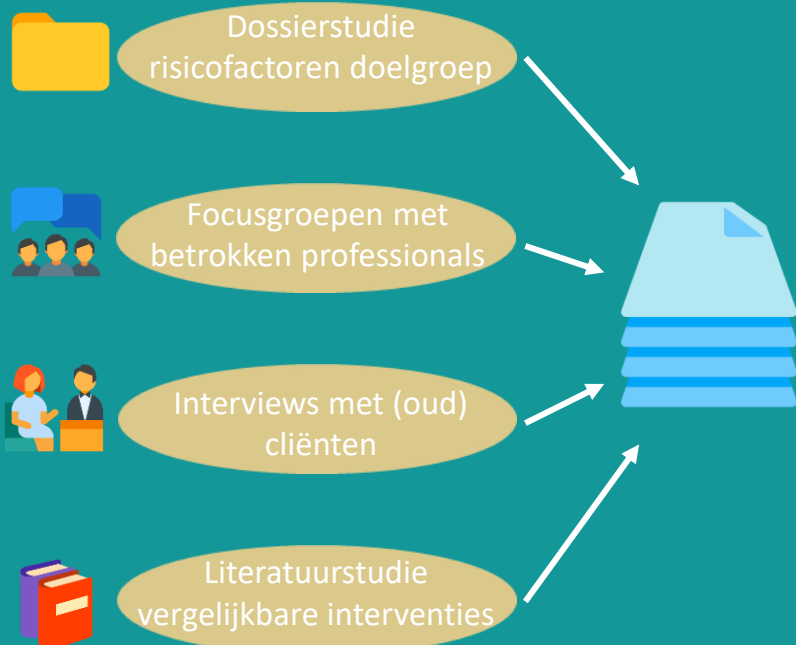 Dossierstudie
risicofactoren doelgroep
Focusgroepen met
betrokken professionals
Interviews met (oud)
cliënten
Literatuurstudie
vergelijkbare interventies